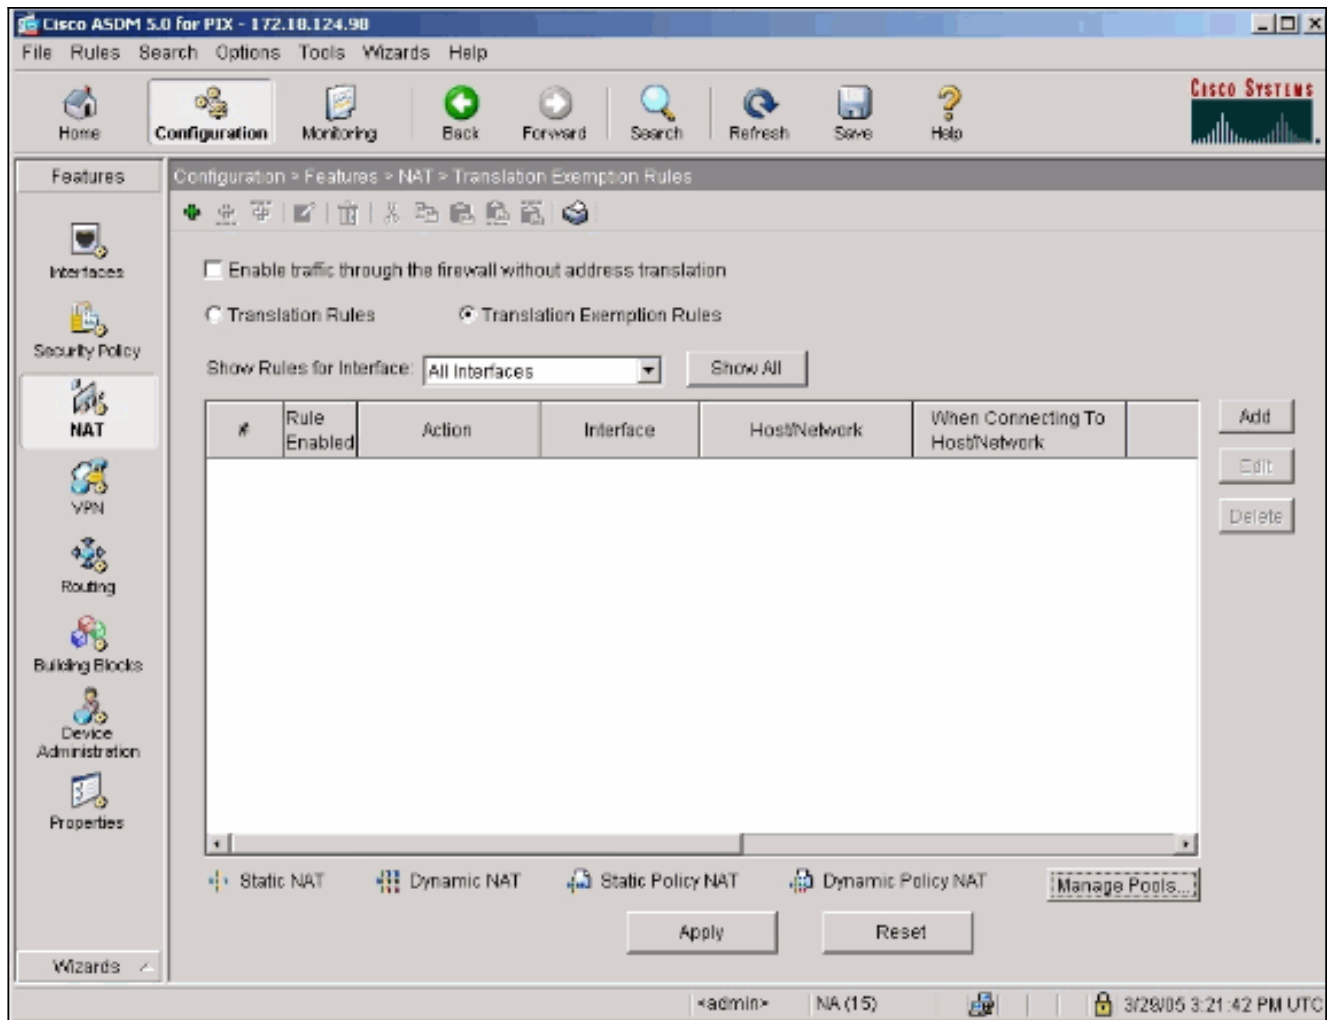 Cisco ASDM 5.0 for PIX - 172.18.124.98
File Rules Search Options Tools Wizards Help
Home Configuration Monitoring Back Forward Search Refresh Save Help
CISCO SYSTEMS
Features
Configuration > Features > NAT > Translation Exemption Rules
Interfaces
Security Policy
NAT
VPN
Routing
Building Blocks
Device
Administration
Properties
Wizards
Enable traffic through the firewall without address translation
Translation Rules Translation Exemption Rules
Show Rules for Interface: All Interfaces Show All
# Rule Enabled Action Interface Host/Network When Connecting To Host/Network
Add
Edit
Delete
Static NAT Dynamic NAT Static Policy NAT Dynamic Policy NAT Manage Pools...
Apply Reset
<admin> NA (15) 3/29/05 3:21:42 PM UTC